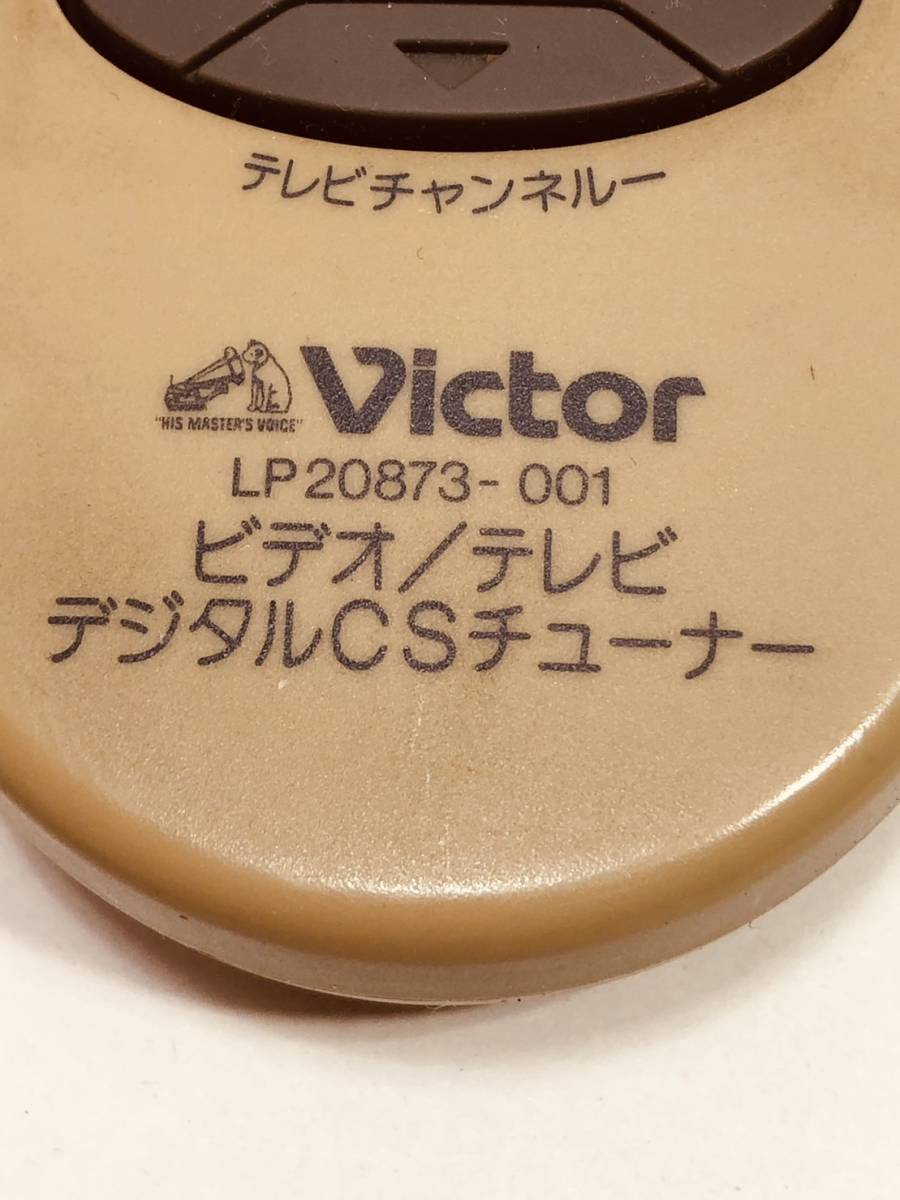 テレビチャンネルー
Victor
"HIS MASTER'S VOICE"
LP20873-001
ビデオ/テレビ
デジタルCSチューナー